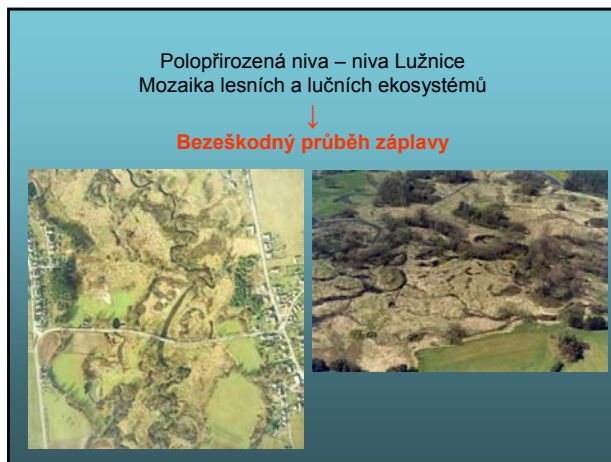 Polopřirozená niva – niva Lužnice
Mozaika lesních a lučních ekosystémů
↓
Bezeškodný průběh záplavy